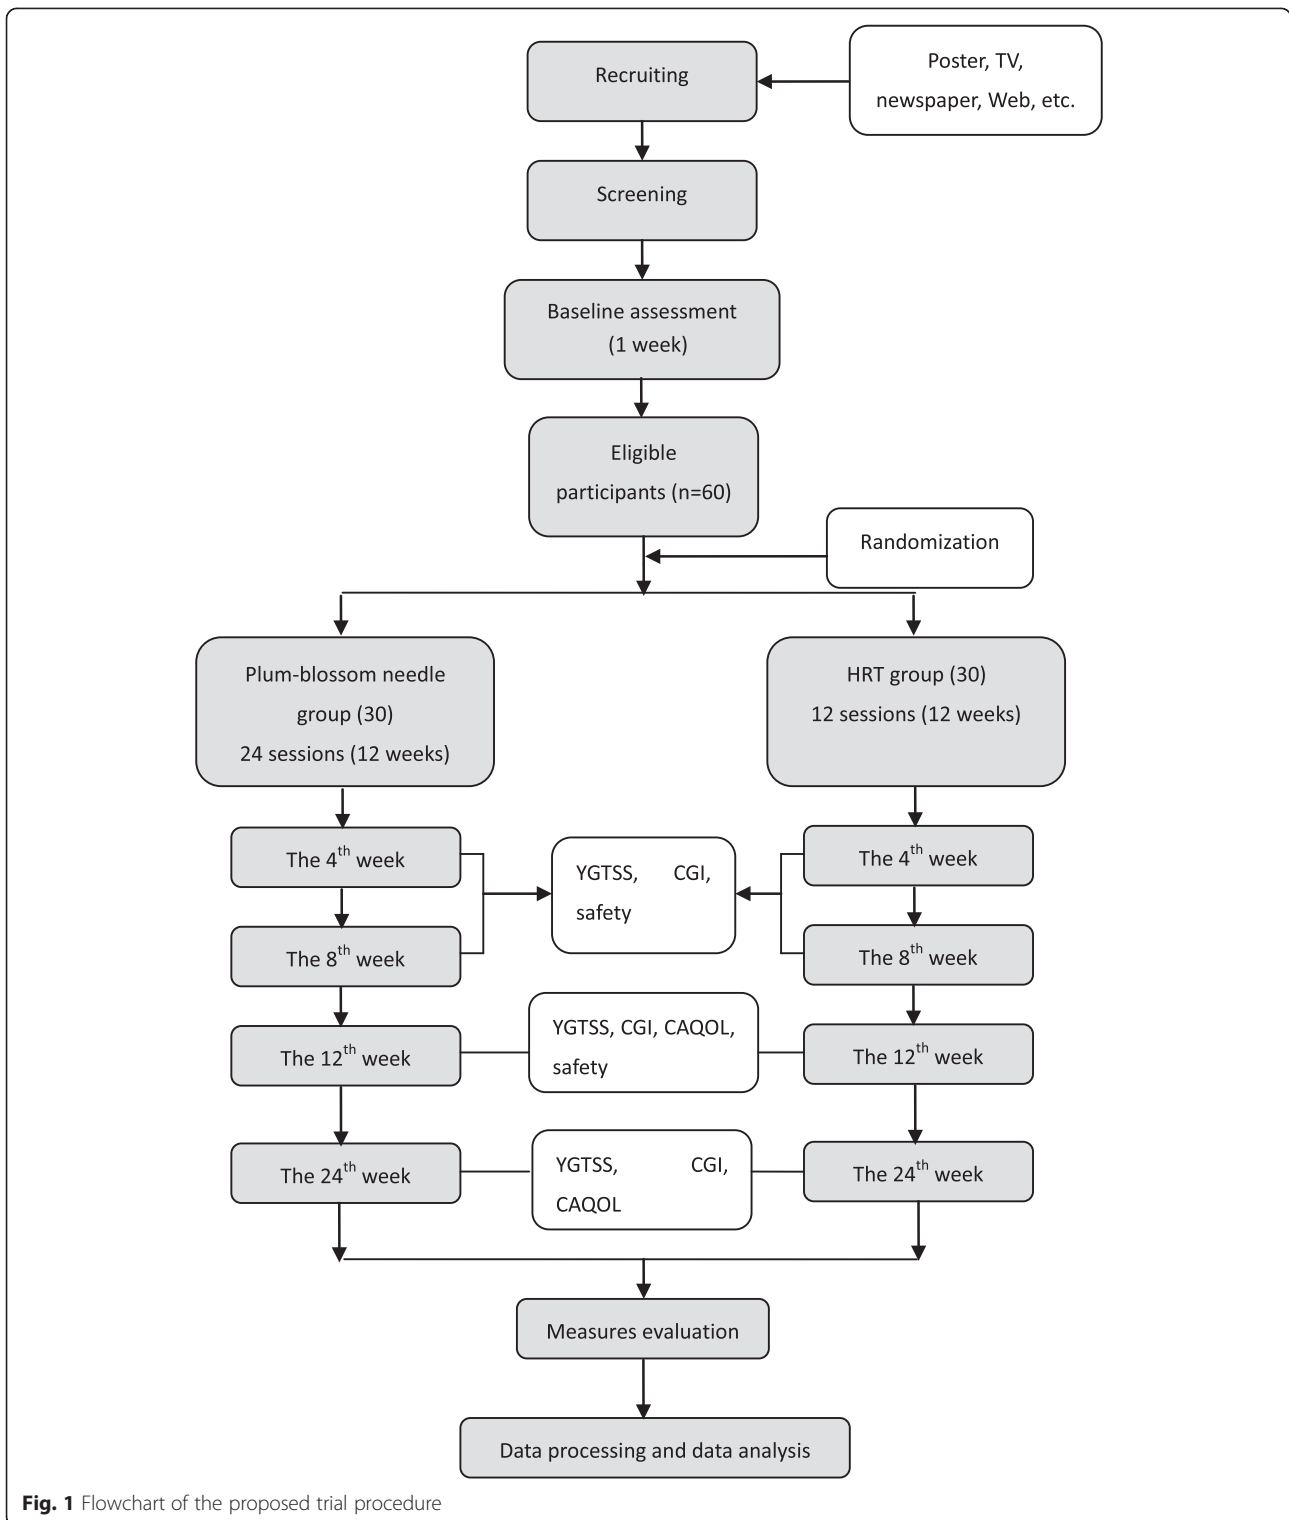 Recruiting
Poster, TV,
newspaper, Web, etc.
Screening
Baseline assessment
(1 week)
Eligible
participants (n=60)
Randomization
Plum-blossom needle
group (30)
24 sessions (12 weeks)
HRT group (30)
12 sessions (12 weeks)
The 4th week
YGTSS, CGI,
safety
The 4th week
The 8th week
The 8th week
The 12th week
YGTSS, CGI, CAQOL,
safety
The 12th week
The 24th week
YGTSS, CGI,
CAQOL
The 24th week
Measures evaluation
Data processing and data analysis
Fig. 1 Flowchart of the proposed trial procedure